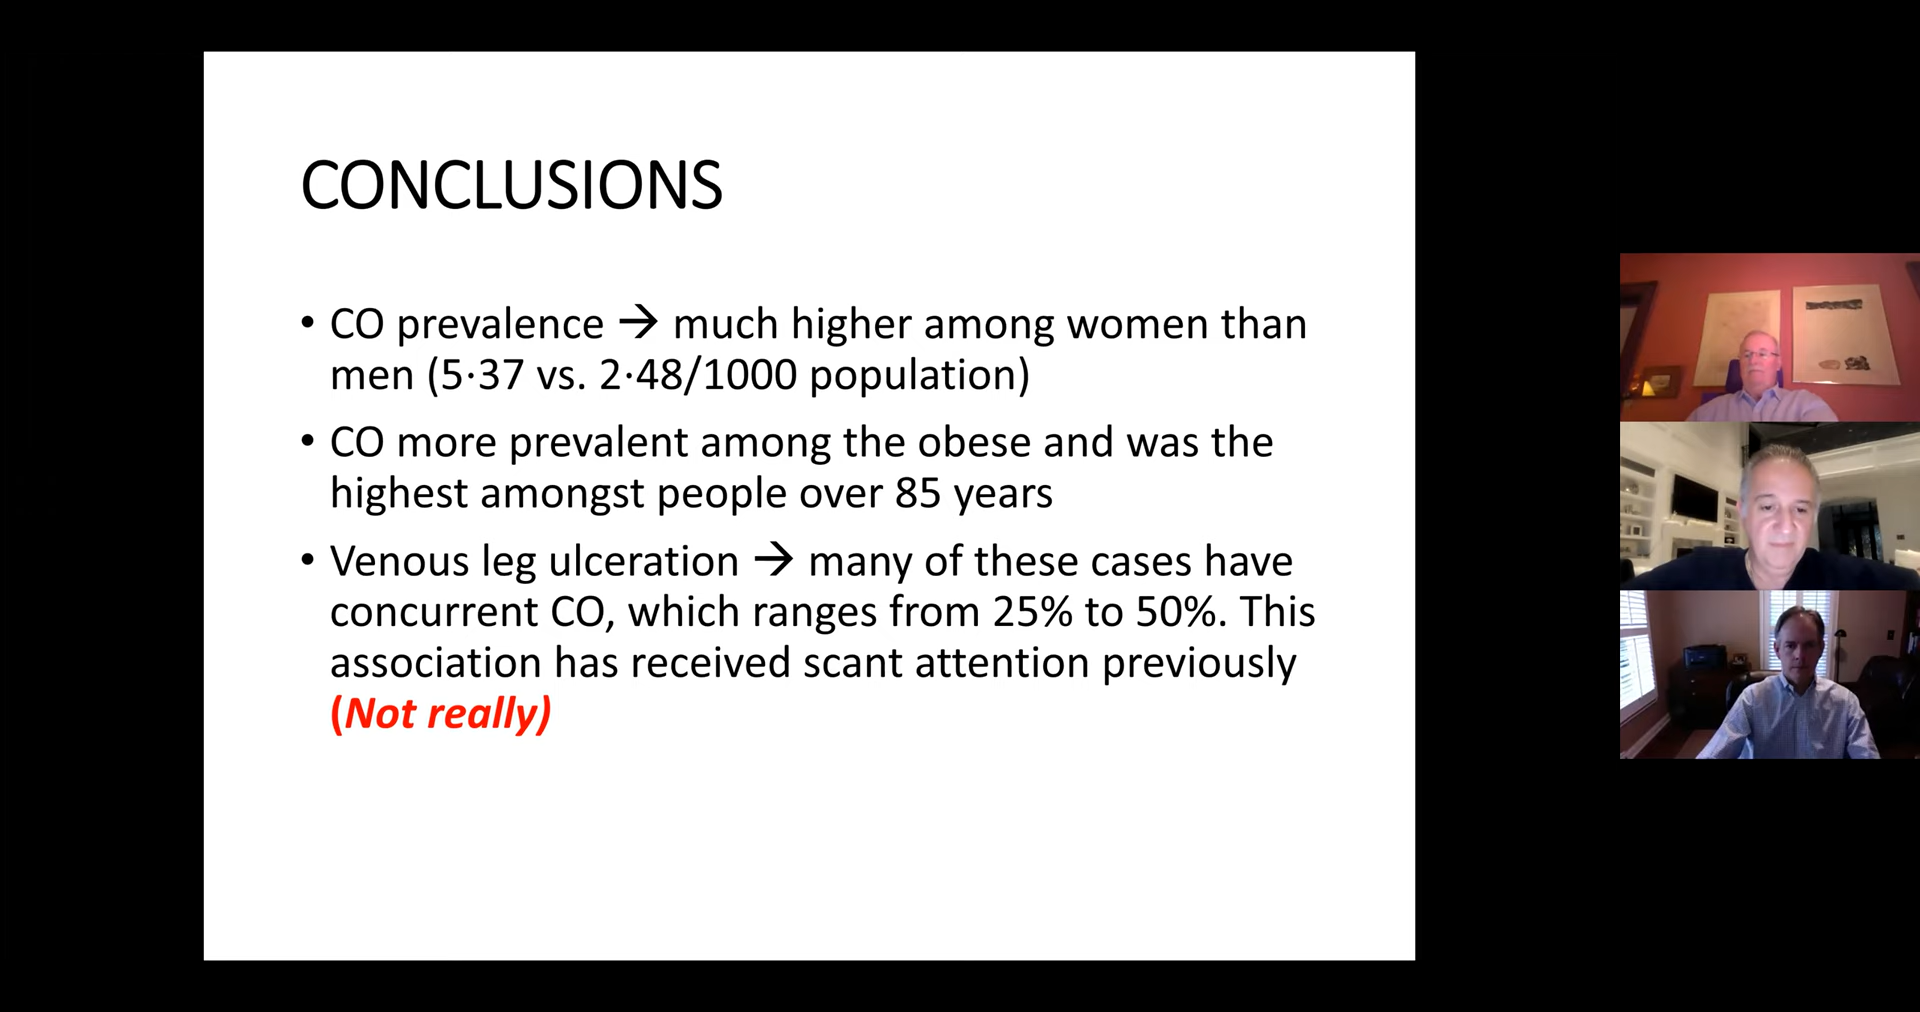 CONCLUSIONS
• CO prevalence → much higher among women than
men (5·37 vs. 2·48/1000 population)
• CO more prevalent among the obese and was the
highest amongst people over 85 years
• Venous leg ulceration → many of these cases have
concurrent CO, which ranges from 25% to 50%. This
association has received scant attention previously
(Not really)